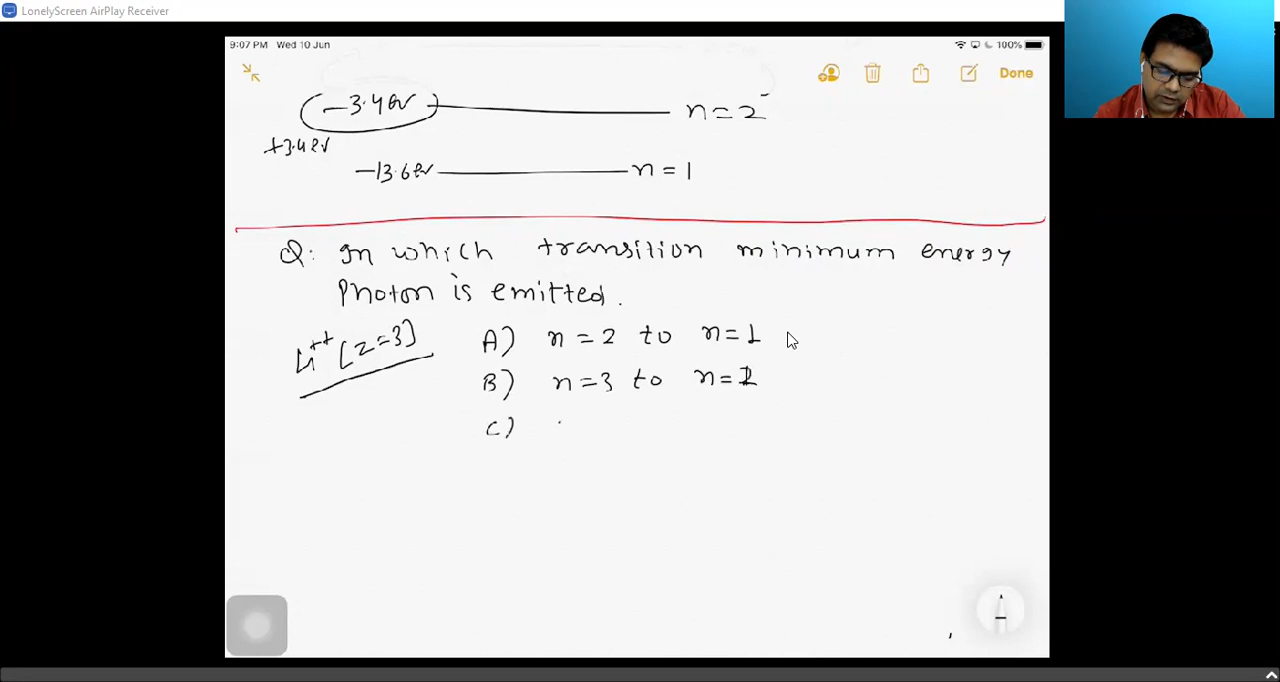 LonelyScreen AirPlay Receiver
9:07 PM Wed 10 Jun
100%
Done
-3.4ev n=2
+3.4ev
-13.6ev n=1
Q: In which transition minimum energy
Photon is emitted.
Li++ [z=3]
A) n=2 to n=1
B) n=3 to n=
C)